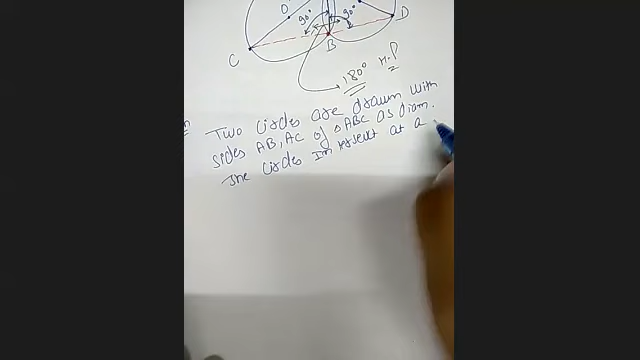 O
90°
90°
C
B
D
180° H.P
Two circles are drawn with
sides AB, AC of △ABC as diam.
The circles Intersect at a